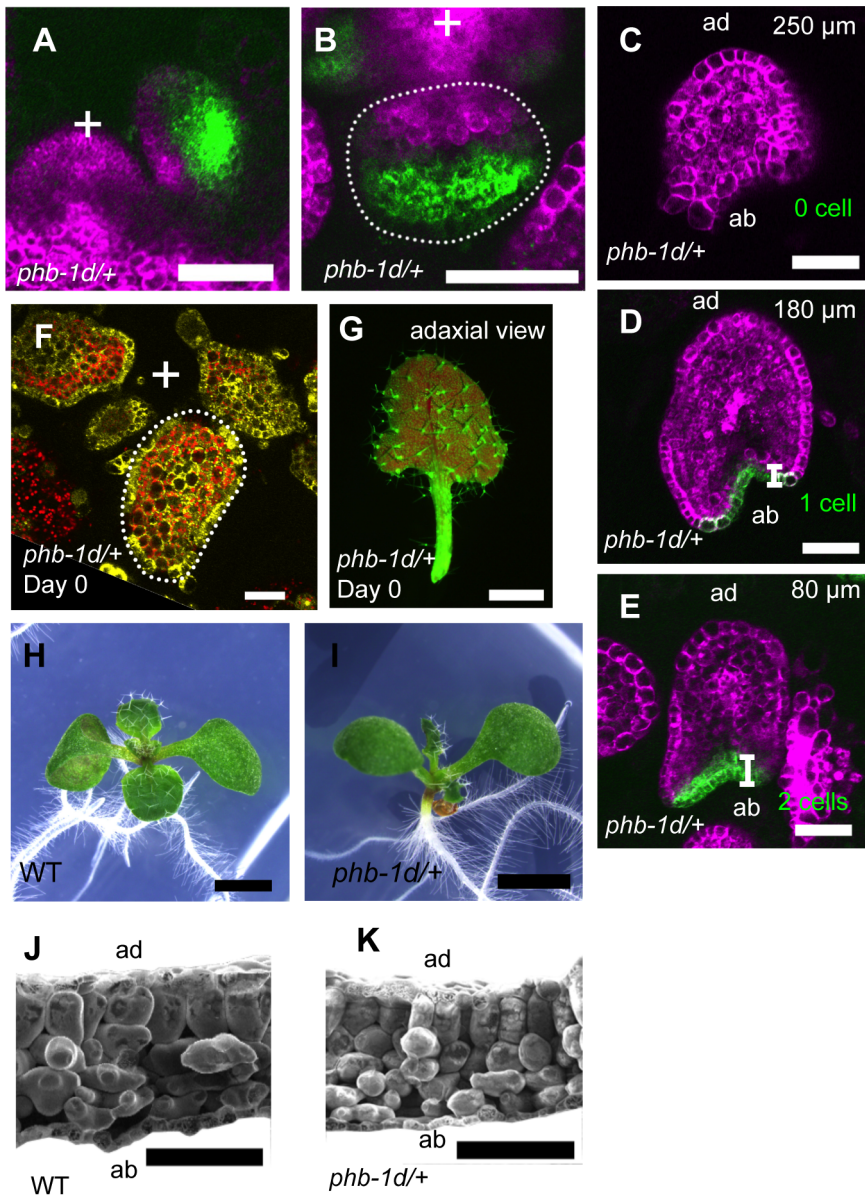 A
+
phb-1d/+
B
+
phb-1d/+
C
ad
250 µm
0 cell
ab
phb-1d/+
D
ad
180 µm
ab
1 cell
phb-1d/+
E
ad
80 µm
ab
2 cells
phb-1d/+
F
+
phb-1d/+
Day 0
G
adaxial view
phb-1d/+
Day 0
H
WT
I
phb-1d/+
J
ad
ab
WT
K
ad
ab
phb-1d/+